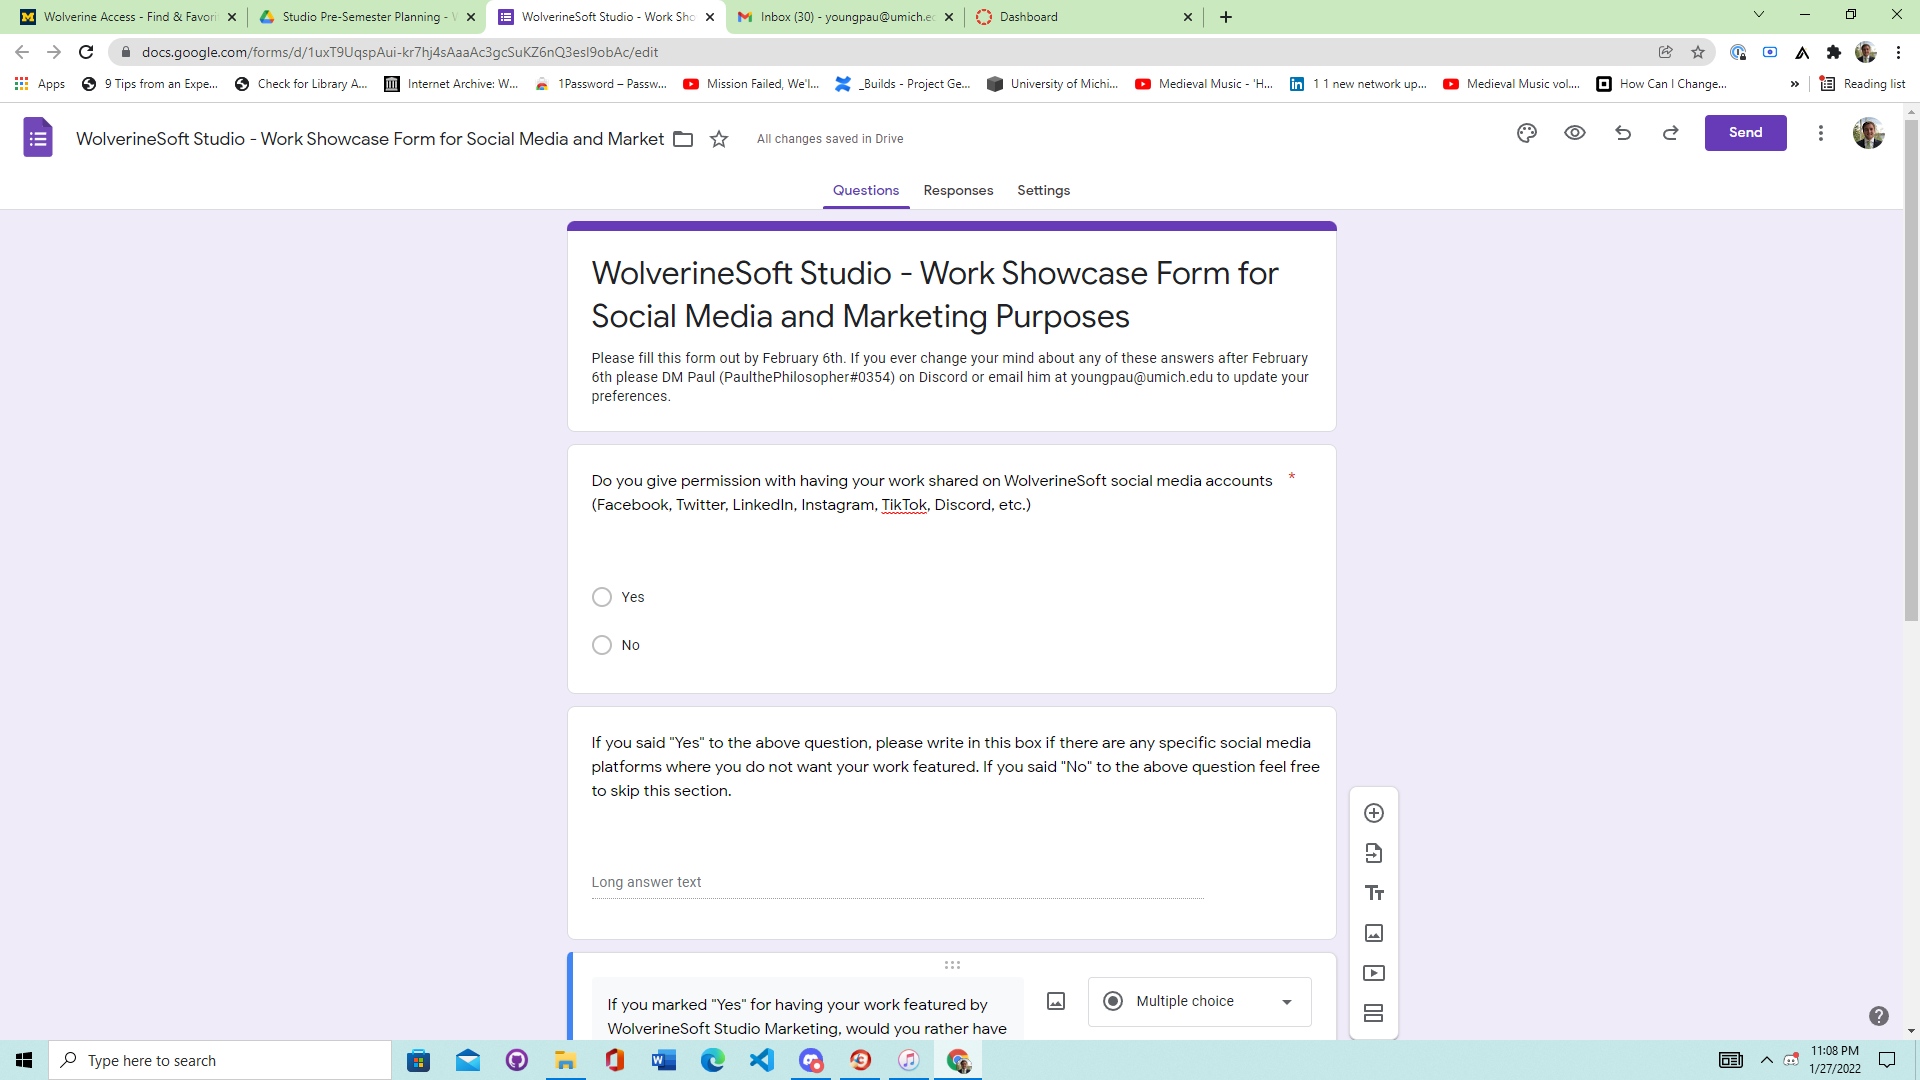 Wolverine Access - Find & Favori
Studio Pre-Semester Planning - W
WolverineSoft Studio - Work Sho
Inbox (30) - youngpau@umich.ed
Dashboard
docs.google.com/forms/d/1uxT9UqspAui-kr7hj4sAaaAc3gcSuKZ6nQ3esI9obAc/edit
Apps
9 Tips from an Expe...
Check for Library A...
Internet Archive: W...
1Password – Passw...
Mission Failed, We'l...
_Builds - Project Ge...
University of Michi...
Medieval Music - 'H...
1 1 new network up...
Medieval Music vol....
How Can I Change...
»
Reading list
WolverineSoft Studio - Work Showcase Form for Social Media and Market
All changes saved in Drive
Send
Questions
Responses
Settings
WolverineSoft Studio - Work Showcase Form for
Social Media and Marketing Purposes
Please fill this form out by February 6th. If you ever change your mind about any of these answers after February
6th please DM Paul (PaulthePhilosopher#0354) on Discord or email him at youngpau@umich.edu to update your
preferences.
Do you give permission with having your work shared on WolverineSoft social media accounts *
(Facebook, Twitter, LinkedIn, Instagram, TikTok, Discord, etc.)
Yes
No
If you said "Yes" to the above question, please write in this box if there are any specific social media
platforms where you do not want your work featured. If you said "No" to the above question feel free
to skip this section.
Long answer text
If you marked "Yes" for having your work featured by
WolverineSoft Studio Marketing, would you rather have
Multiple choice
Type here to search
11:08 PM
1/27/2022